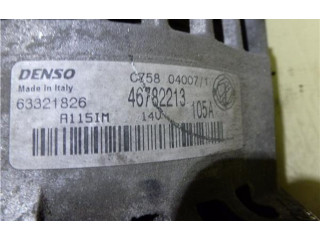 DENSO
Made in Italy
CZ58 04007/1
63321826
46782213
105A
A115IM
14V